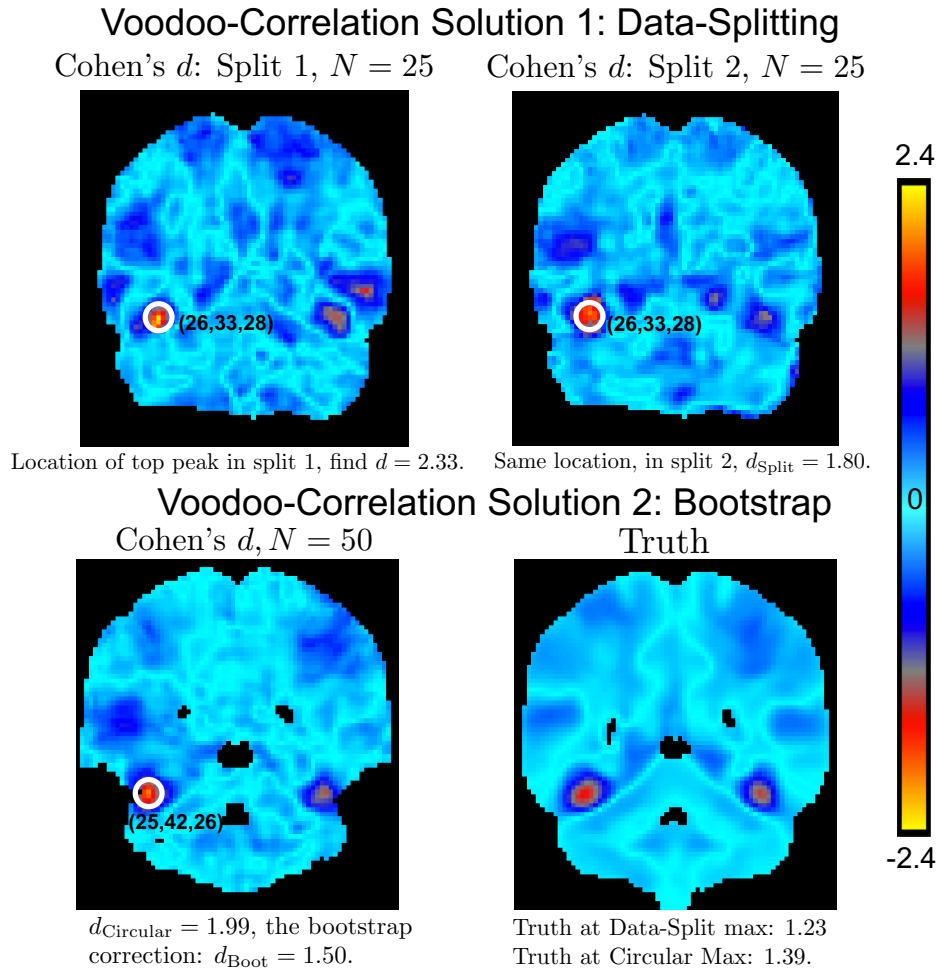 Voodoo-Correlation Solution 1: Data-Splitting
Cohen's d: Split 1, N = 25
Cohen's d: Split 2, N = 25
(26,33,28)
(26,33,28)
2.4
0
-2.4
Location of top peak in split 1, find d = 2.33.
Same location, in split 2, dSplit = 1.80.
Voodoo-Correlation Solution 2: Bootstrap
Cohen's d, N = 50
Truth
(25,42,26)
dCircular = 1.99, the bootstrap
correction: dBoot = 1.50.
Truth at Data-Split max: 1.23
Truth at Circular Max: 1.39.